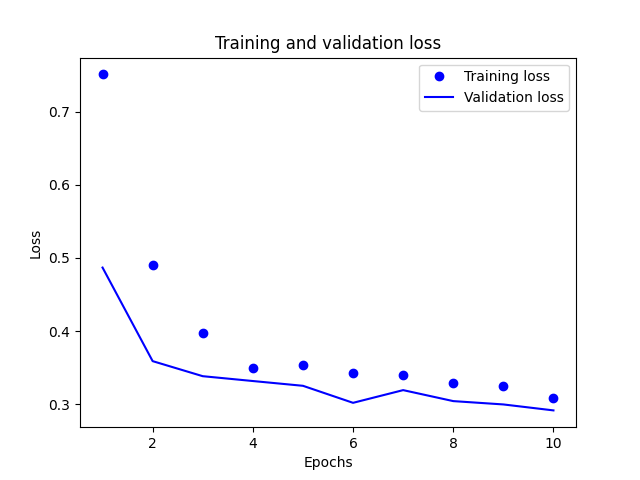 Training and validation loss
Training loss
Validation loss
0.7
0.6
0.5
0.4
0.3
Loss
2 4 6 8 10
Epochs